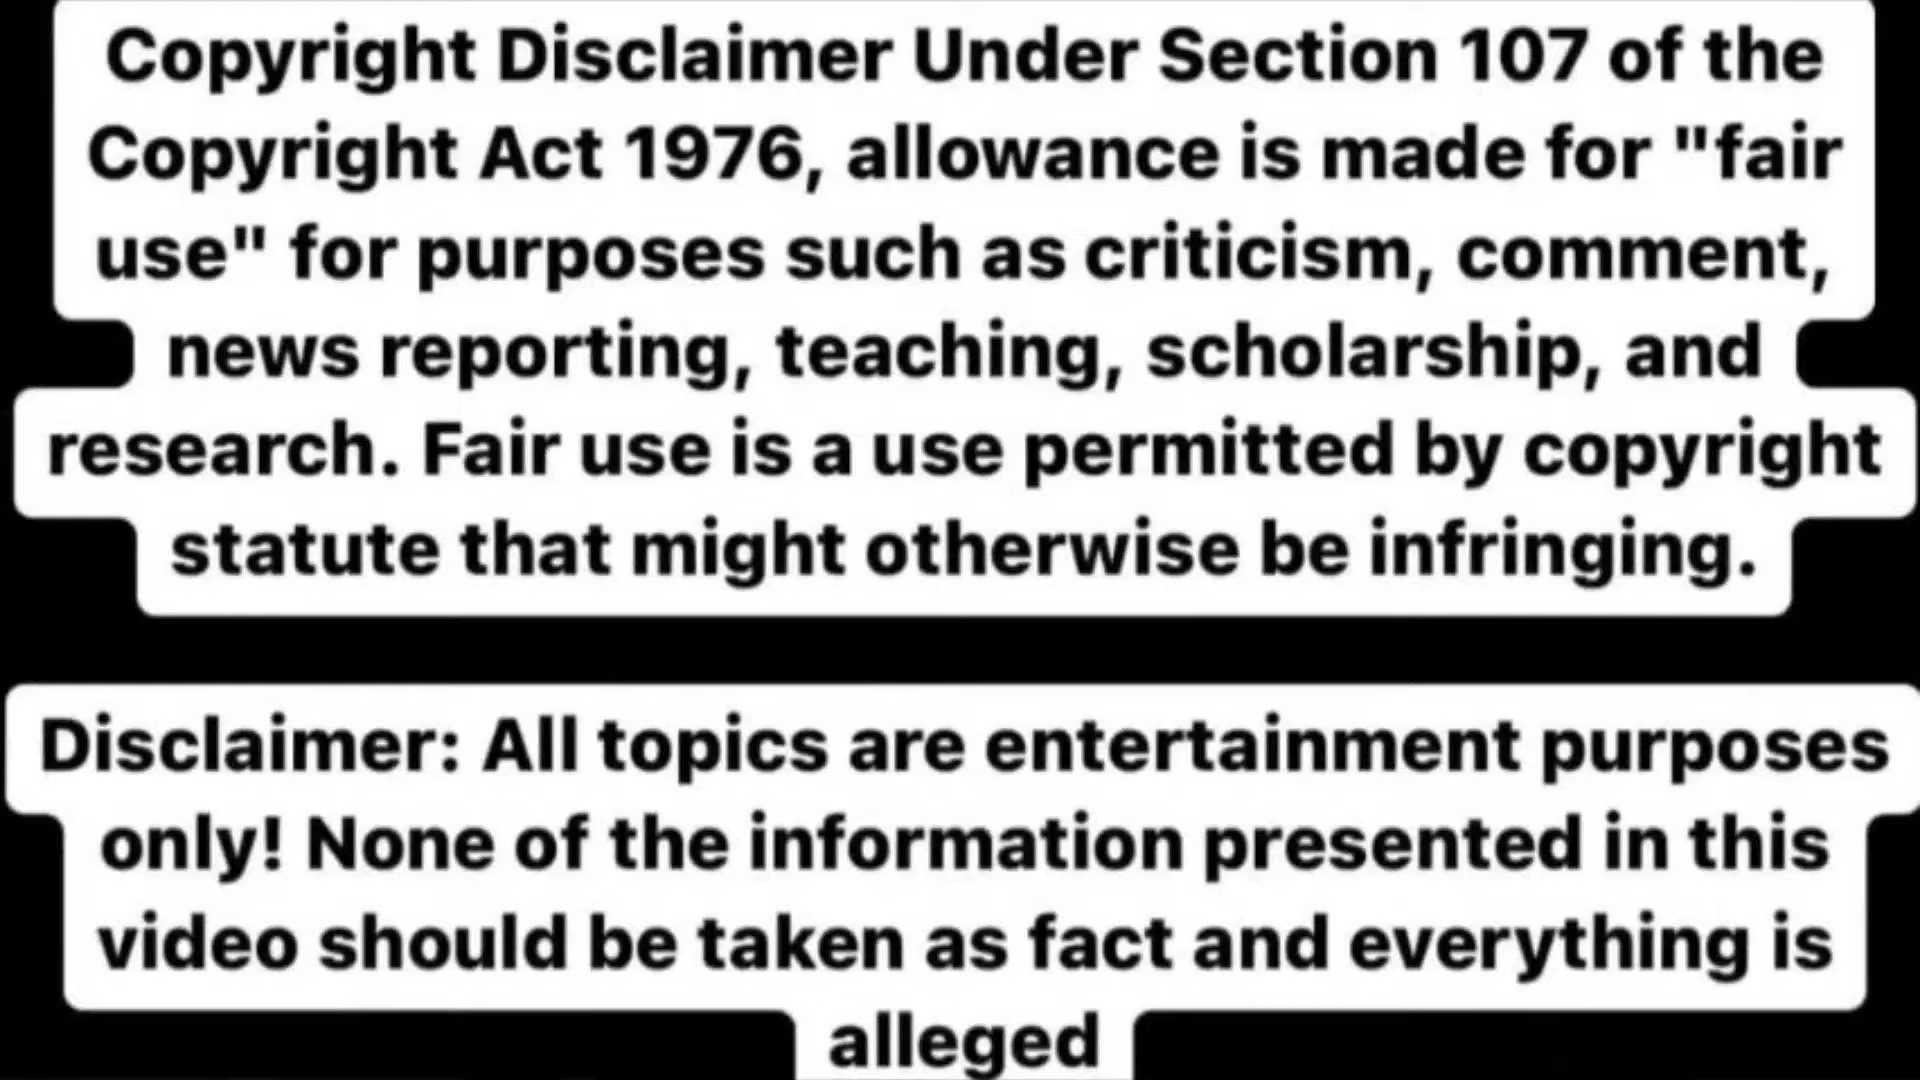 Copyright Disclaimer Under Section 107 of the
Copyright Act 1976, allowance is made for "fair
use" for purposes such as criticism, comment,
news reporting, teaching, scholarship, and
research. Fair use is a use permitted by copyright
statute that might otherwise be infringing.
Disclaimer: All topics are entertainment purposes
only! None of the information presented in this
video should be taken as fact and everything is
alleged